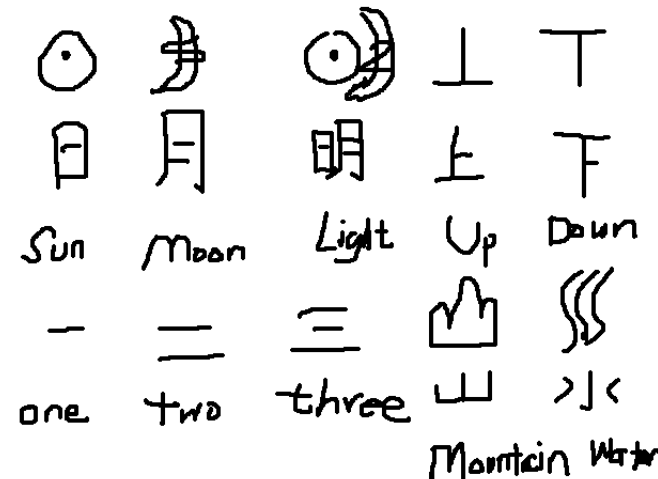 日 月 明 上 下
Sun Moon Light Up Down
一 二 三
one two three 山 水
Mountain Water